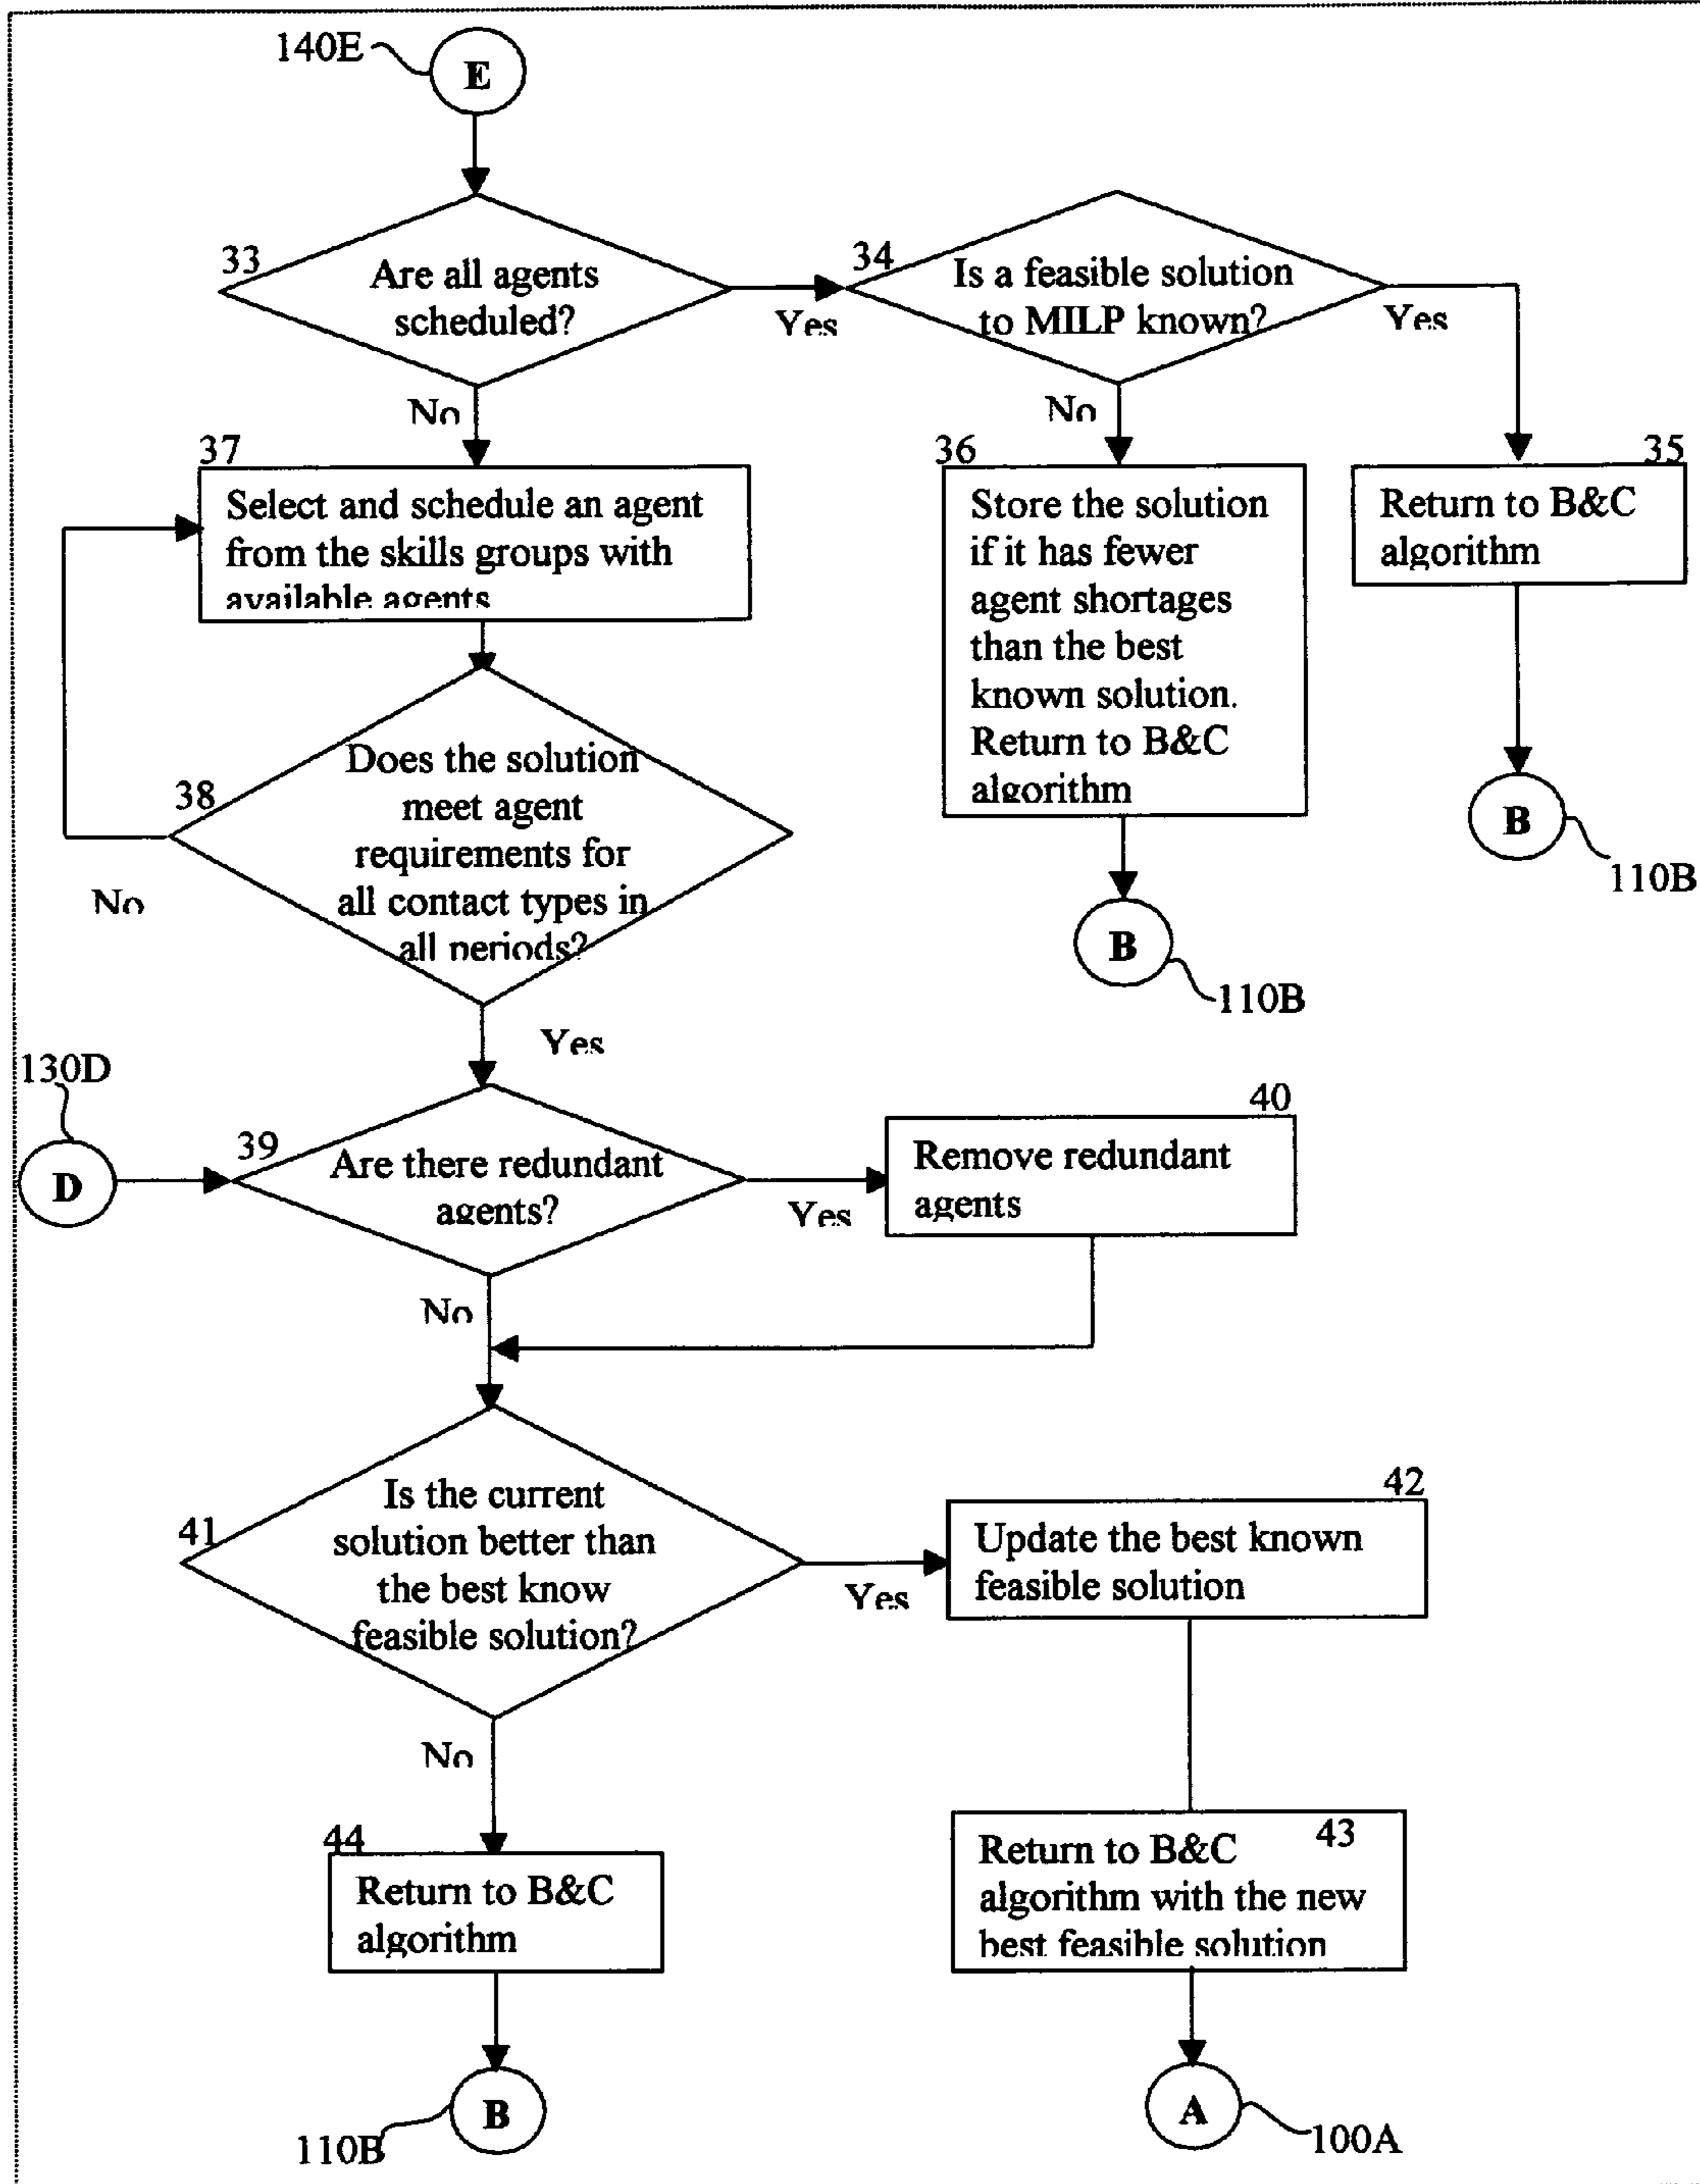 140E
E
33
Are all agents
scheduled?
Yes
No
34
Is a feasible solution
to MILP known?
Yes
No
37
Select and schedule an agent
from the skills groups with
available agents
36
Store the solution
if it has fewer
agent shortages
than the best
known solution.
Return to B&C
algorithm
35
Return to B&C
algorithm
B
110B
B
110B
38
Does the solution
meet agent
requirements for
all contact types in
all periods?
No
Yes
130D
D
39
Are there redundant
agents?
Yes
No
40
Remove redundant
agents
41
Is the current
solution better than
the best know
feasible solution?
Yes
No
42
Update the best known
feasible solution
44
Return to B&C
algorithm
43
Return to B&C
algorithm with the new
best feasible solution
B
110B
A
100A